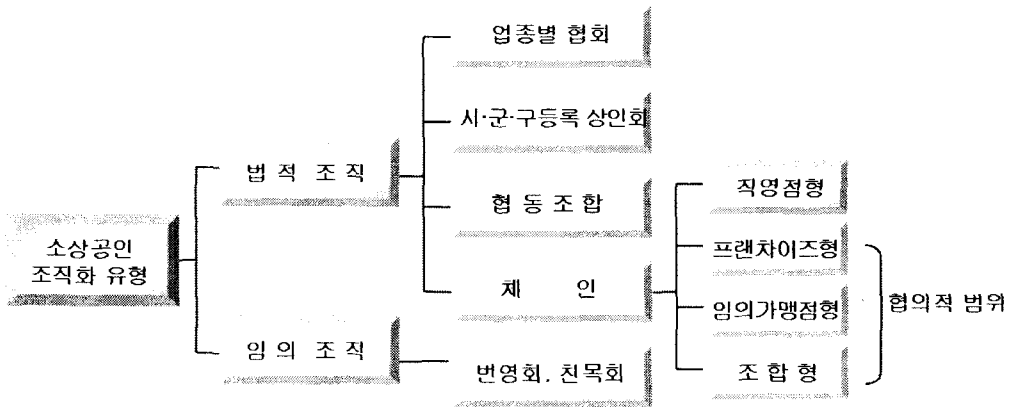 업종별 협회
시·군·구등록 상인회
법 적 조 직
직영점형
협 동 조 합
소상공인
조직화 유형
프랜차이즈형
체 인
임의가맹점형
협의적 범위
임 의 조 직
번영회, 친목회
조 합 형